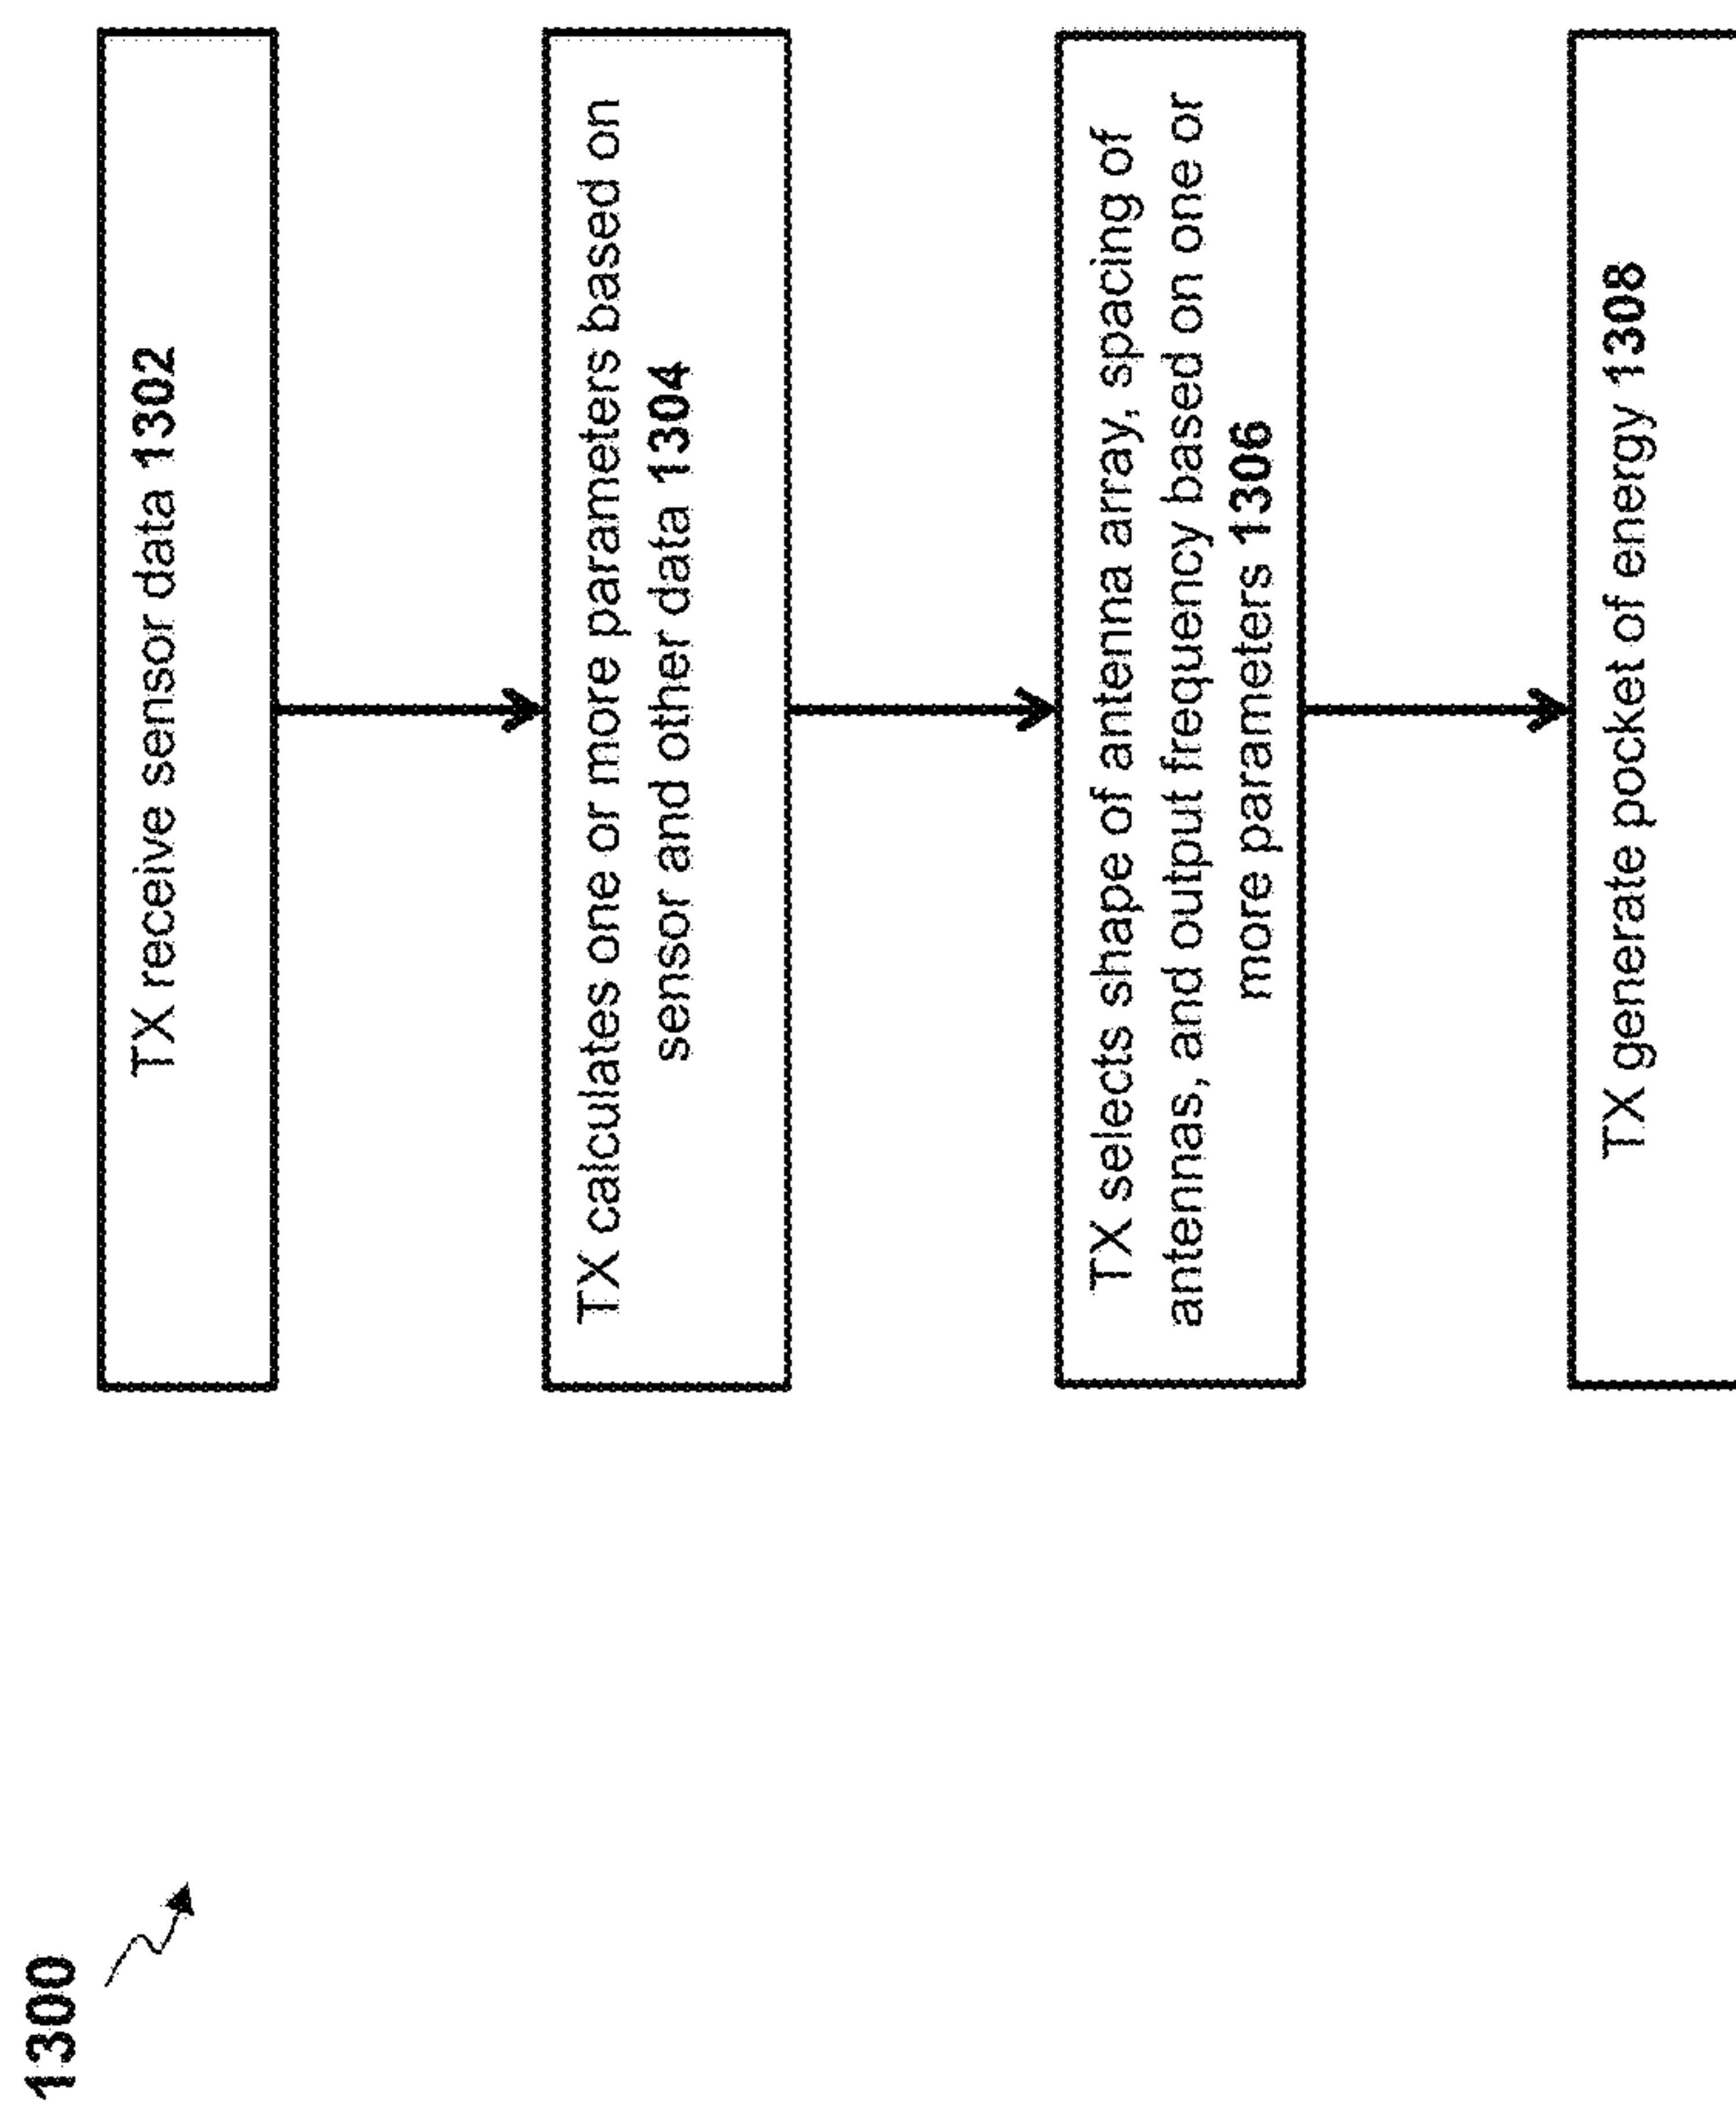 1300
TX receive sensor data 1302
TX calculates one or more parameters based on
sensor and other data 1304
TX selects shape of antenna array, spacing of
antennas, and output frequency based on one or
more parameters 1306
TX generate pocket of energy 1308